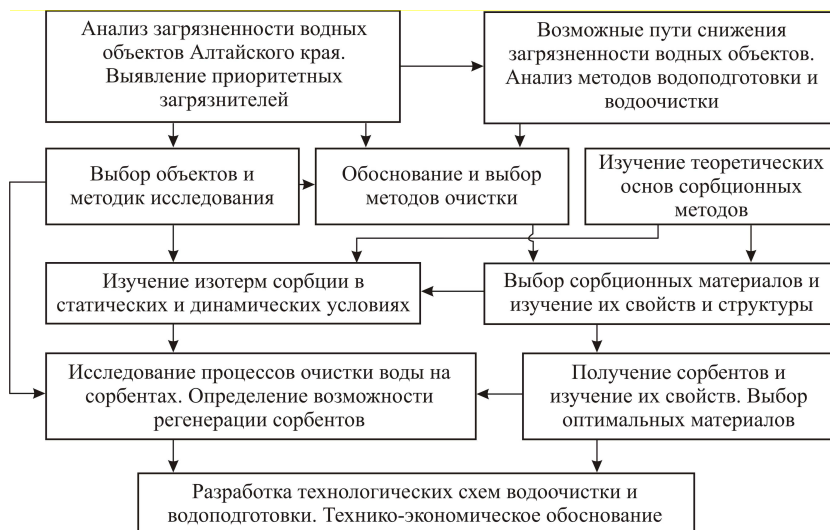 Анализ загрязненности водных
объектов Алтайского края.
Выявление приоритетных
загрязнителей
Возможные пути снижения
загрязненности водных объектов.
Анализ методов водоподготовки и
водоочистки
Выбор объектов и
методик исследования
Обоснование и выбор
методов очистки
Изучение теоретических
основ сорбционных
методов
Изучение изотерм сорбции в
статических и динамических условиях
Выбор сорбционных материалов и
изучение их свойств и структуры
Исследование процессов очистки воды на
сорбентах. Определение возможности
регенерации сорбентов
Получение сорбентов и
изучение их свойств. Выбор
оптимальных материалов
Разработка технологических схем водоочистки и
водоподготовки. Технико-экономическое обоснование